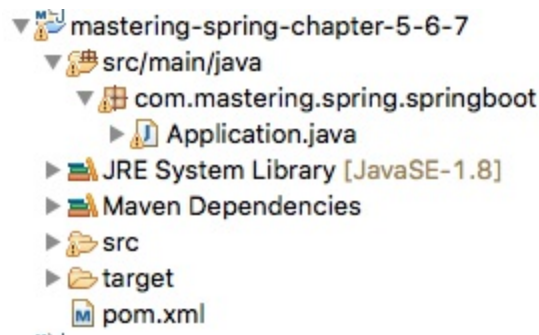 mastering-spring-chapter-5-6-7
src/main/java
com.mastering.spring.springboot
Application.java
JRE System Library [JavaSE-1.8]
Maven Dependencies
src
target
pom.xml